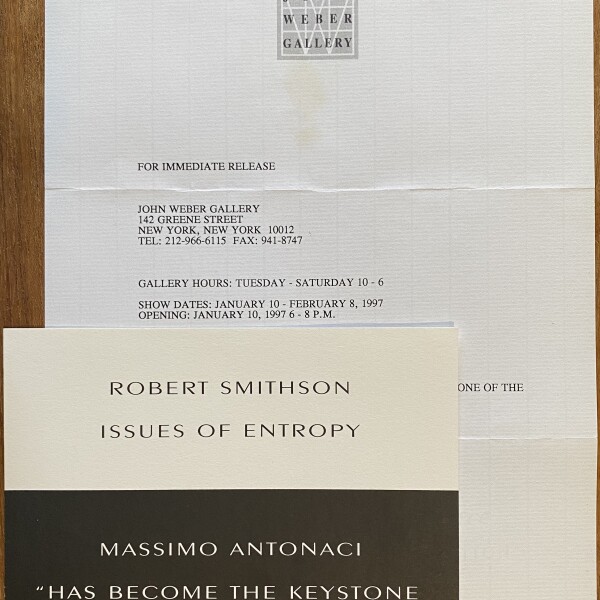 WEBER
GALLERY
FOR IMMEDIATE RELEASE
JOHN WEBER GALLERY
142 GREENE STREET
NEW YORK, NEW YORK 10012
TEL: 212-966-6115 FAX: 941-8747
GALLERY HOURS: TUESDAY - SATURDAY 10 - 6
SHOW DATES: JANUARY 10 - FEBRUARY 8, 1997
OPENING: JANUARY 10, 1997 6 - 8 P.M.
ONE OF THE
ROBERT SMITHSON
ISSUES OF ENTROPY
MASSIMO ANTONACI
“HAS BECOME THE KEYSTONE